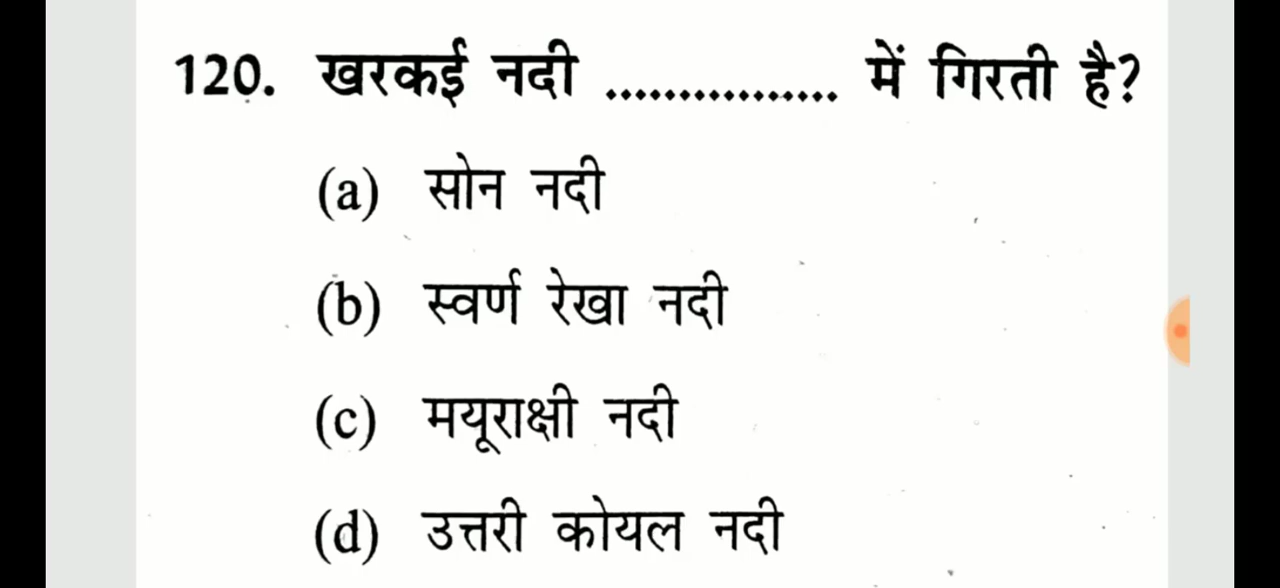 120. खरकई नदी ................ में गिरती है?
(a) सोन नदी
(b) स्वर्ण रेखा नदी
(c) मयूराक्षी नदी
(d) उत्तरी कोयल नदी